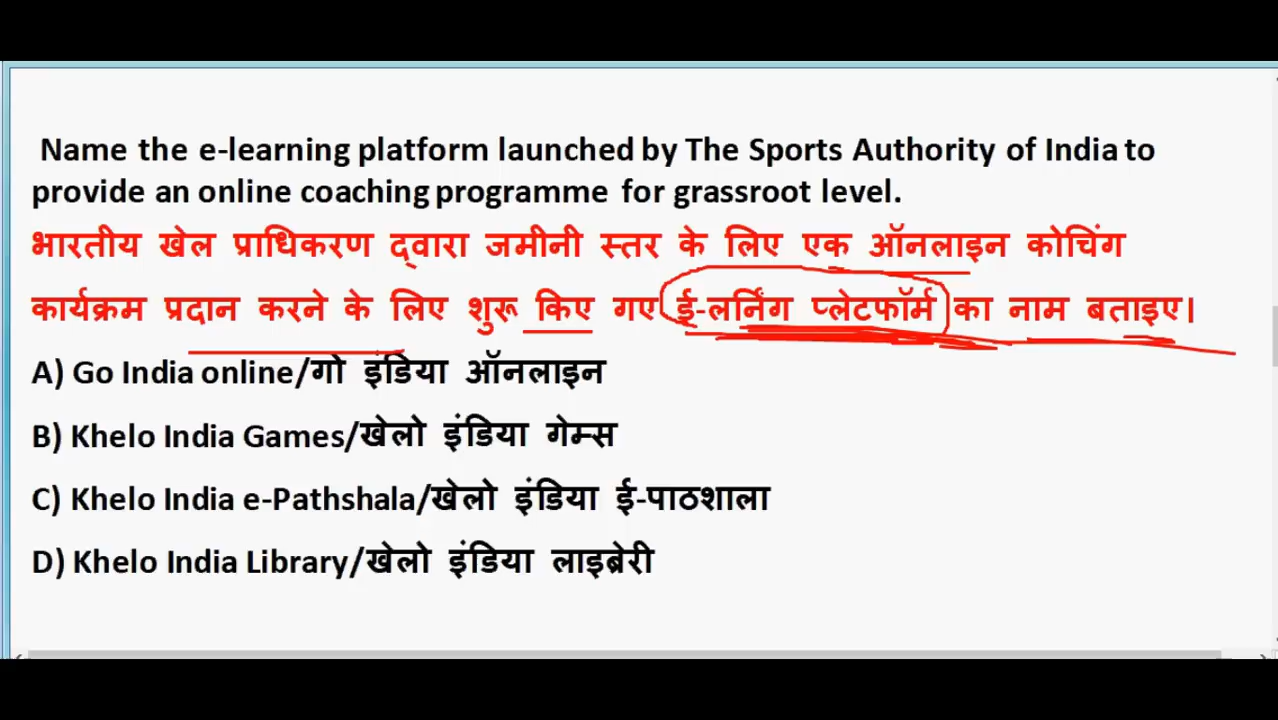 Name the e-learning platform launched by The Sports Authority of India to
provide an online coaching programme for grassroot level.
भारतीय खेल प्राधिकरण द्वारा जमीनी स्तर के लिए एक ऑनलाइन कोचिंग
कार्यक्रम प्रदान करने के लिए शुरू किए गए ई-लर्निंग प्लेटफॉर्म का नाम बताइए।
A) Go India online/गो इंडिया ऑनलाइन
B) Khelo India Games/खेलो इंडिया गेम्स
C) Khelo India e-Pathshala/खेलो इंडिया ई-पाठशाला
D) Khelo India Library/खेलो इंडिया लाइब्रेरी